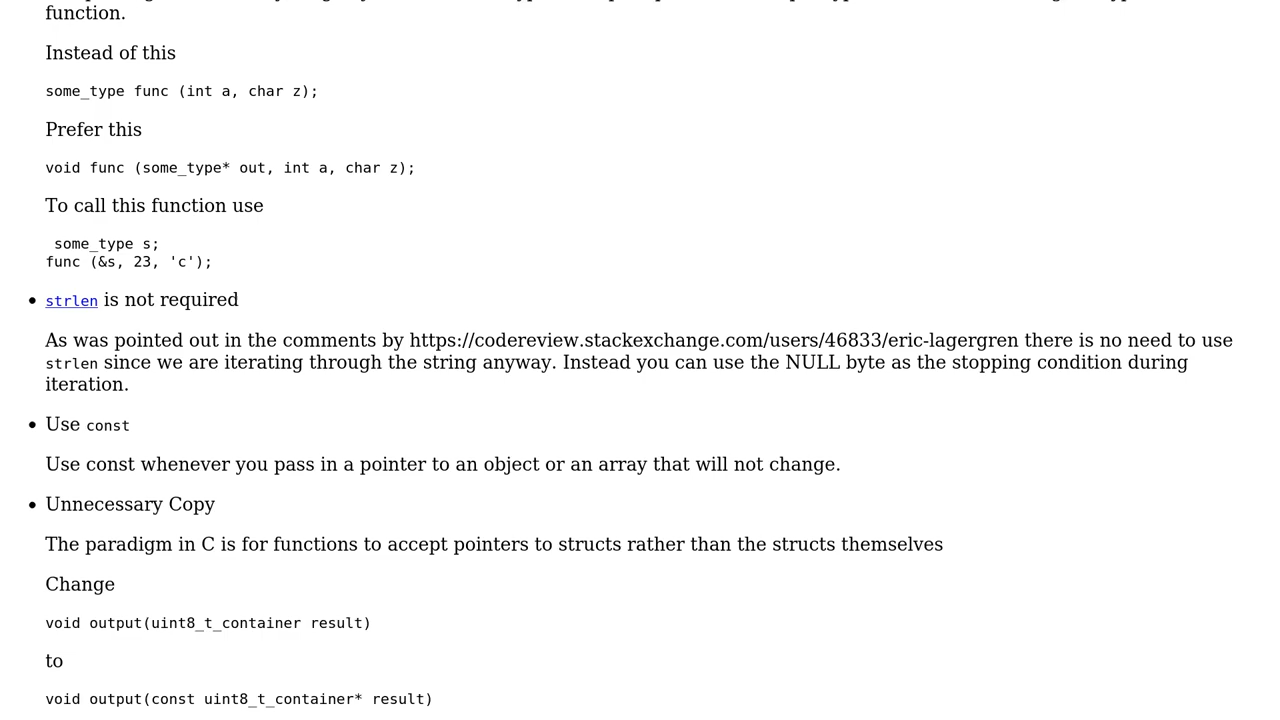 function.
Instead of this
some_type func (int a, char z);
Prefer this
void func (some_type* out, int a, char z);
To call this function use
some_type s;
func (&s, 23, 'c');
• strlen is not required
As was pointed out in the comments by https://codereview.stackexchange.com/users/46833/eric-lagergren there is no need to use
strlen since we are iterating through the string anyway. Instead you can use the NULL byte as the stopping condition during
iteration.
• Use const
Use const whenever you pass in a pointer to an object or an array that will not change.
• Unnecessary Copy
The paradigm in C is for functions to accept pointers to structs rather than the structs themselves
Change
void output(uint8_t_container result)
to
void output(const uint8_t_container* result)